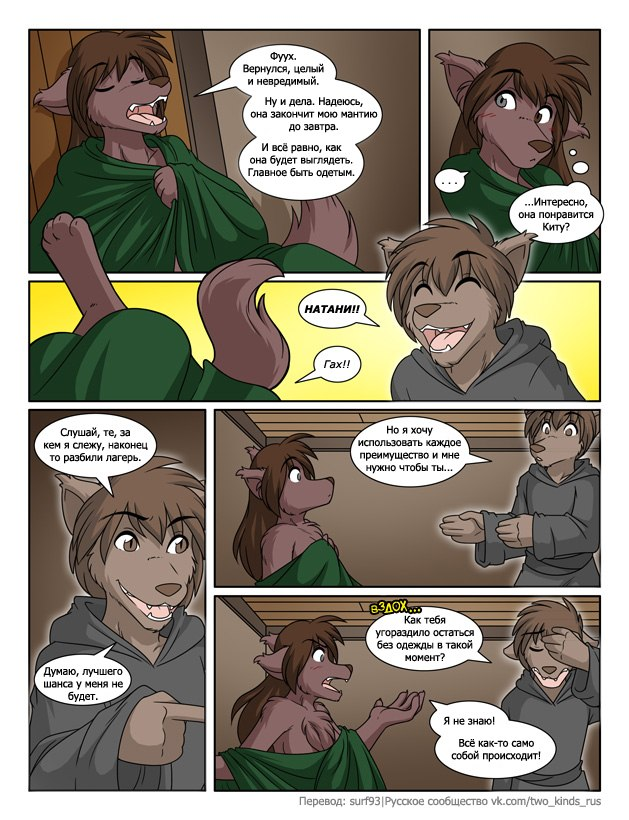 Фуух.
Вернулся, целый
и невредимый.
Ну и дела. Надеюсь,
она закончит мою мантию
до завтра.
И всё равно, как
она будет выглядеть.
Главное быть одетым.
...
...Интересно,
она понравится
Киту?
НАТАНИ!!
Гах!!
Слушай, те, за
кем я слежу, наконец
то разбили лагерь.
Думаю, лучшего
шанса у меня не
будет.
Но я хочу
использовать каждое
преимущество и мне
нужно чтобы ты...
ВЗДОХ...
Как тебя
угораздило остаться
без одежды в такой
момент?
Я не знаю!
Всё как-то само
собой происходит!
Перевод: surf93|Русское сообщество vk.com/two_kinds_rus